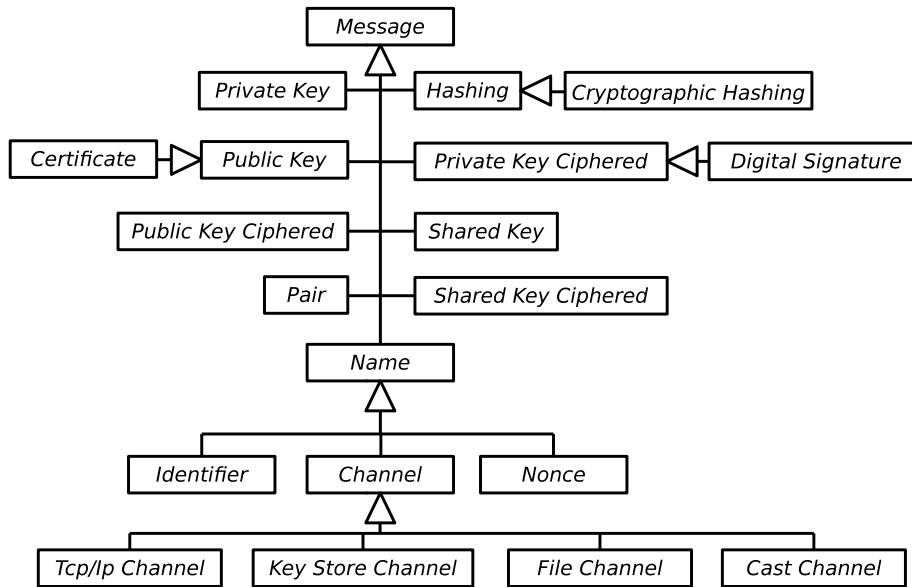 Message
Private Key
Hashing
Cryptographic Hashing
Certificate
Public Key
Private Key Ciphered
Digital Signature
Public Key Ciphered
Shared Key
Pair
Shared Key Ciphered
Name
Identifier
Channel
Nonce
Tcp/Ip Channel
Key Store Channel
File Channel
Cast Channel